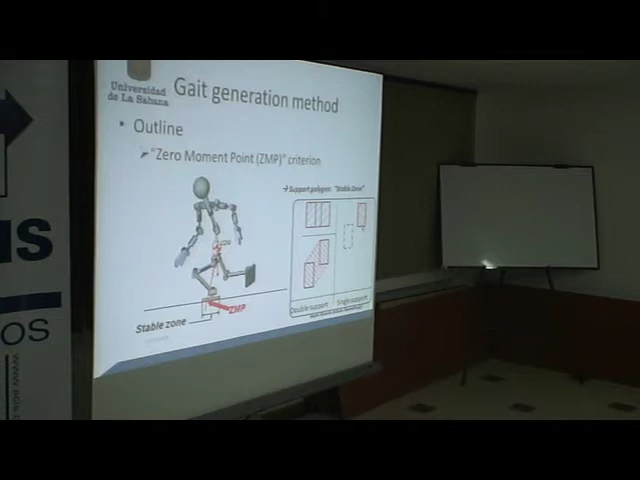 Universidad
de La Sabana
Gait generation method
• Outline
➢ "Zero Moment Point (ZMP)" criterion
→ Support polygon: "Stable Zone"
ZMP
Stable zone
Double support
Single support
OS